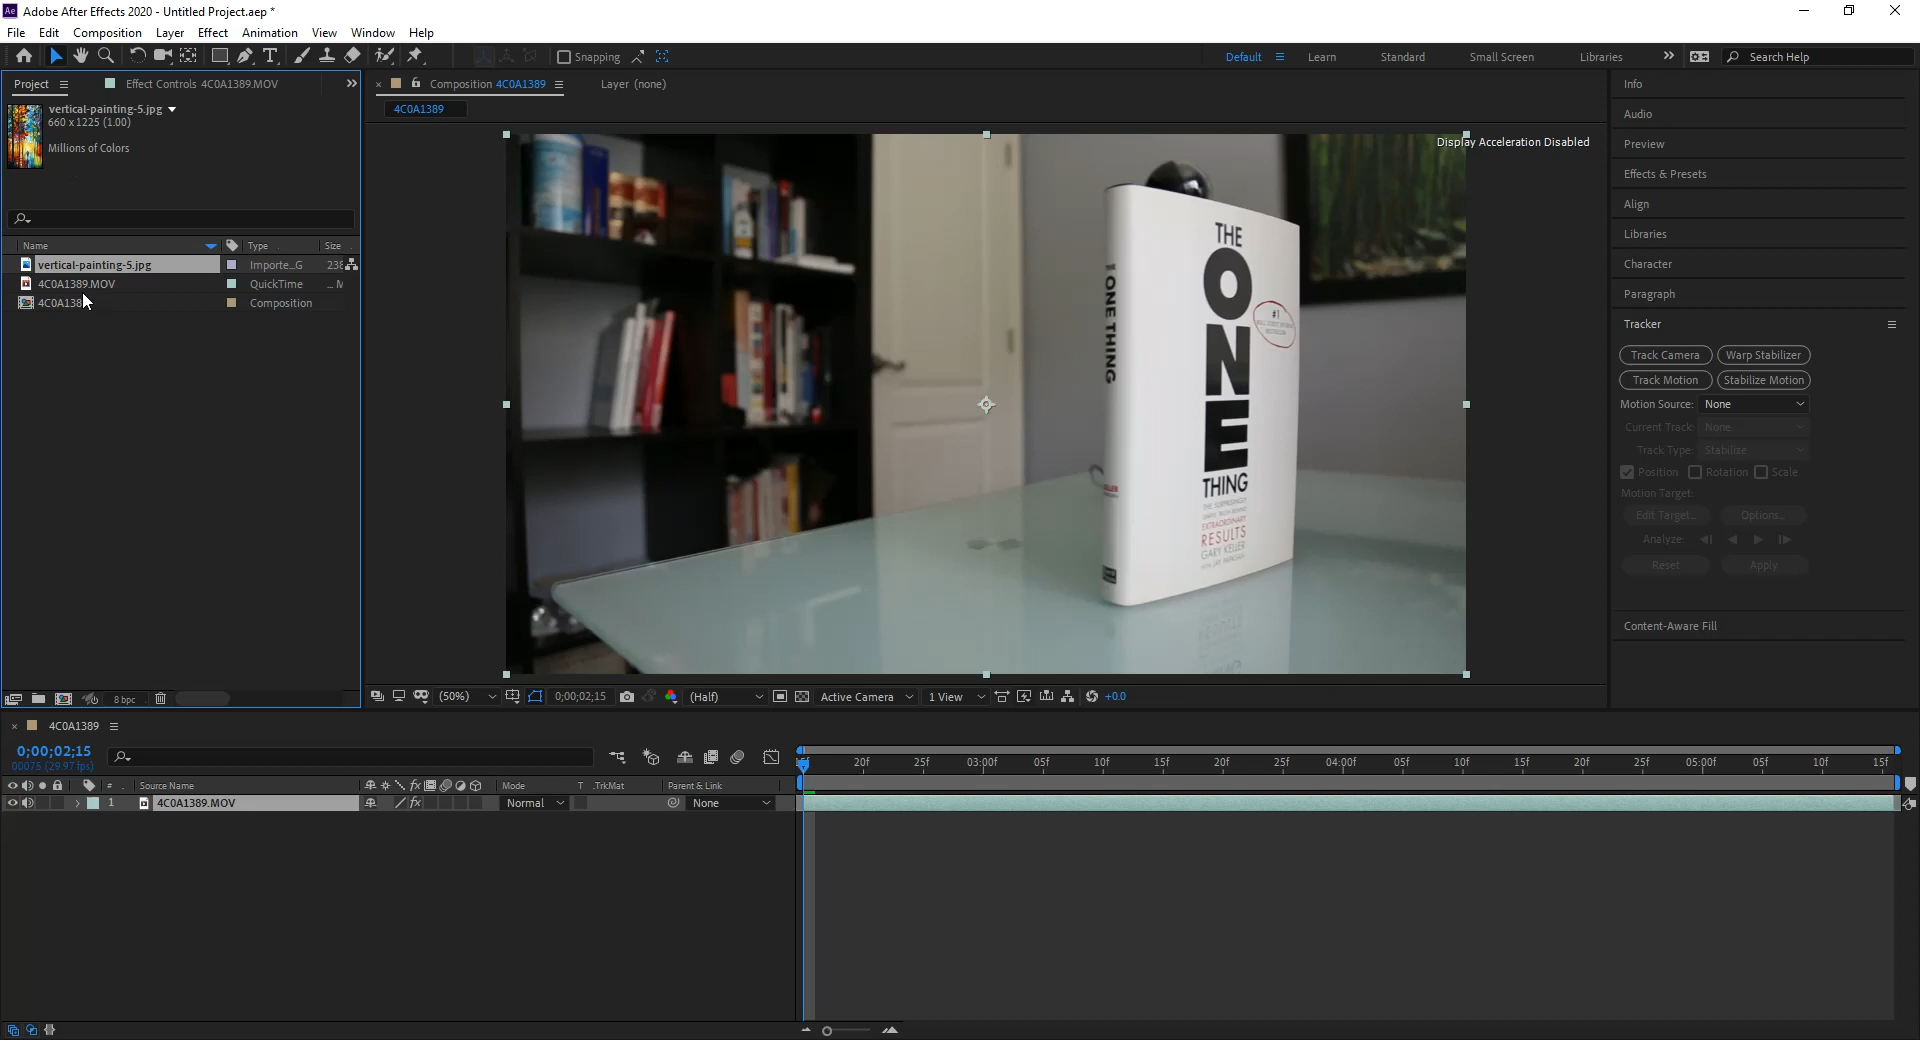 Adobe After Effects 2020 - Untitled Project.aep *
File Edit Composition Layer Effect Animation View Window Help
Snapping
Default Learn Standard Small Screen Libraries Search Help
Project Effect Controls 4C0A1389.MOV
vertical-painting-5.jpg
660 x 1225 (1.00)
Millions of Colors
Name Type Size
vertical-painting-5.jpg Importe...G 238
4C0A1389.MOV QuickTime ... M
4C0A138 Composition
8 bpc
Composition 4C0A1389 Layer (none)
4C0A1389
Display Acceleration Disabled
THE
ONE
THING
EXTRAORDINARY
RESULTS
GARY KELLER
ONE THING
#1
(50%) 0;00;02;15 (Half) Active Camera 1 View +0.0
Info
Audio
Preview
Effects & Presets
Align
Libraries
Character
Paragraph
Tracker
Track Camera Warp Stabilizer
Track Motion Stabilize Motion
Motion Source: None
Current Track: None
Track Type: Stabilize
Position Rotation Scale
Motion Target:
Edit Target... Options...
Analyze:
Reset Apply
Content-Aware Fill
4C0A1389
0;00;02;15
00075 (29.97 fps)
# Source Name fx Mode T .TrkMat Parent & Link
1 4C0A1389.MOV fx Normal None
15f 20f 25f 03:00f 05f 10f 15f 20f 25f 04:00f 05f 10f 15f 20f 25f 05:00f 05f 10f 15f